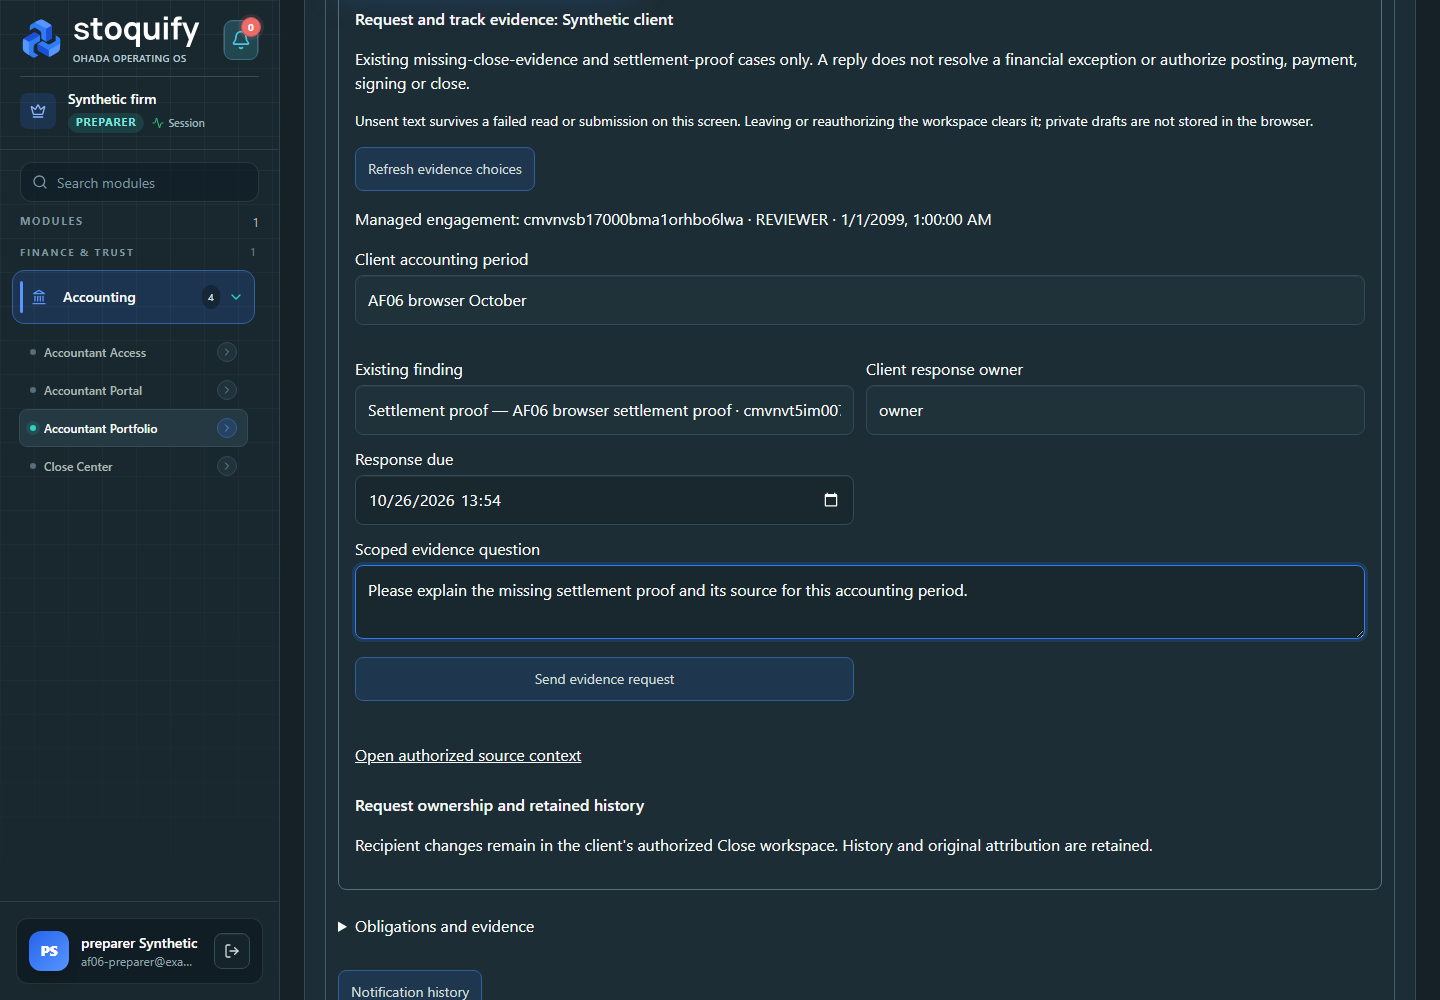 stoquify
OHADA OPERATING OS
0
Synthetic firm
PREPARER
Session
Search modules
MODULES
1
FINANCE & TRUST
1
Accounting
4
Accountant Access
Accountant Portal
Accountant Portfolio
Close Center
PS
preparer Synthetic
af06-preparer@exa...
Request and track evidence: Synthetic client
Existing missing-close-evidence and settlement-proof cases only. A reply does not resolve a financial exception or authorize posting, payment,
signing or close.
Unsent text survives a failed read or submission on this screen. Leaving or reauthorizing the workspace clears it; private drafts are not stored in the browser.
Refresh evidence choices
Managed engagement: cmvnvsb17000bma1orhbo6lwa · REVIEWER · 1/1/2099, 1:00:00 AM
Client accounting period
AF06 browser October
Existing finding
Client response owner
Settlement proof — AF06 browser settlement proof · cmvnvt5im007
owner
Response due
10/26/2026 13:54
Scoped evidence question
Please explain the missing settlement proof and its source for this accounting period.
Send evidence request
Open authorized source context
Request ownership and retained history
Recipient changes remain in the client's authorized Close workspace. History and original attribution are retained.
Obligations and evidence
Notification history